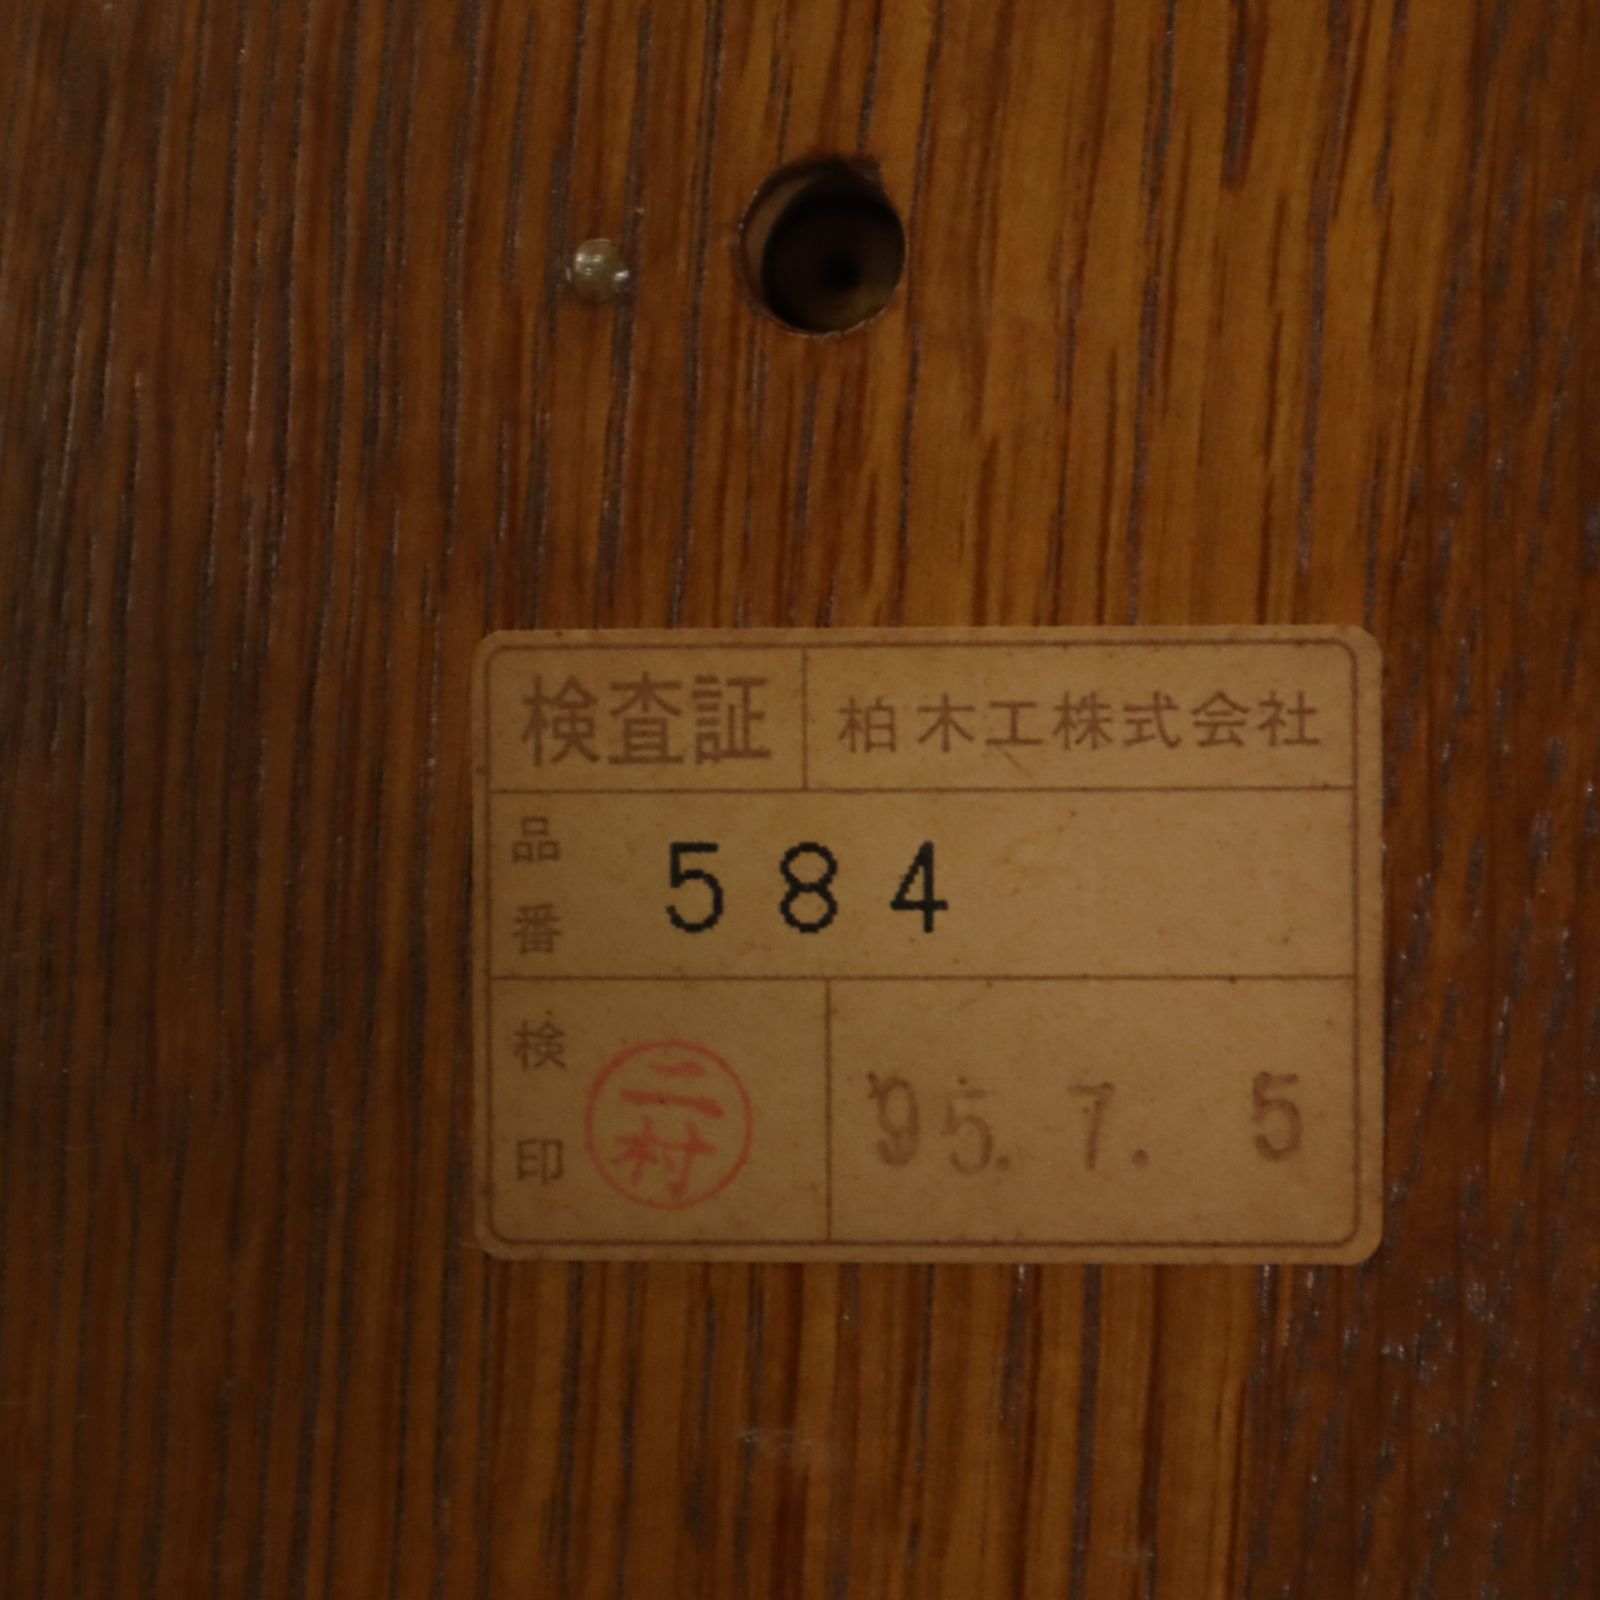 検査証 柏木工株式会社
品番 584
検印 二村 '95. 7. 5